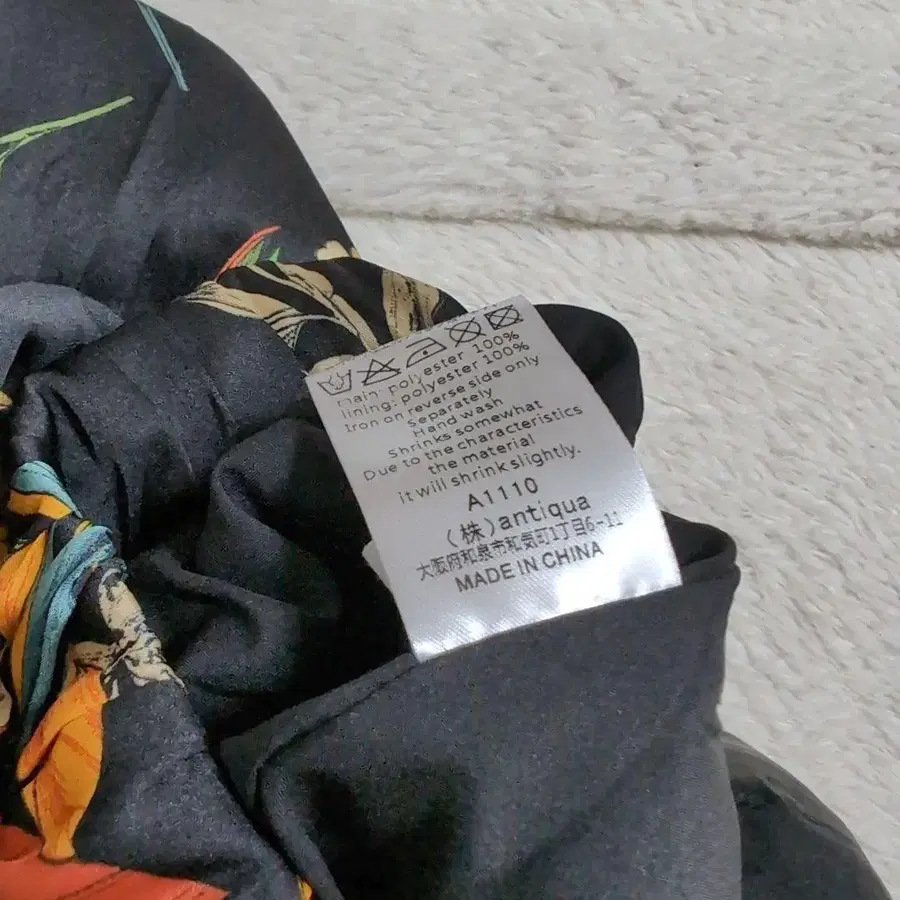 main: polyester 100%
lining: polyester 100%
Iron on reverse side only
Separately
Hand wash
Shrinks somewhat
Due to the characteristics
the material
it will shrink slightly.
A1110
(株)antiqua
大阪府和泉市和気町1丁目6-11
MADE IN CHINA